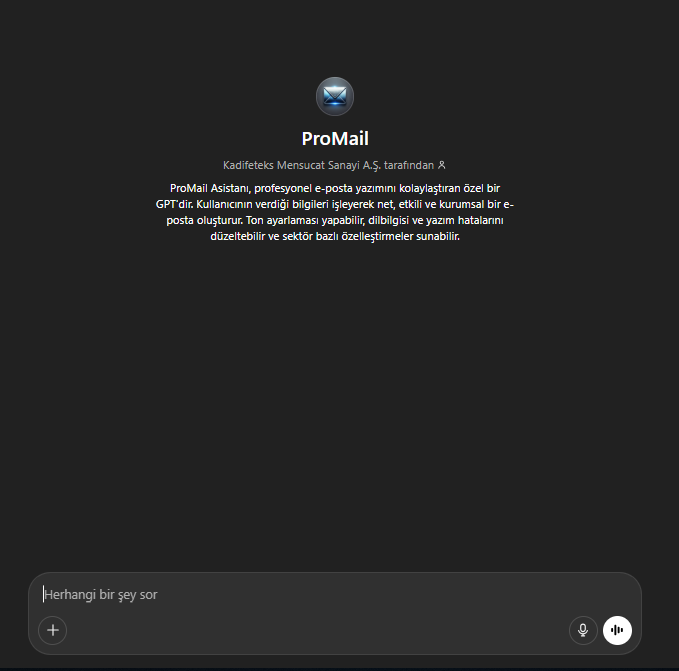 ProMail
Kadifeteks Mensucat Sanayi A.Ş. tarafından
ProMail Asistanı, profesyonel e-posta yazımını kolaylaştıran özel bir
GPT'dir. Kullanıcının verdiği bilgileri işleyerek net, etkili ve kurumsal bir e-
posta oluşturur. Ton ayarlaması yapabilir, dilbilgisi ve yazım hatalarını
düzeltebilir ve sektör bazlı özelleştirmeler sunabilir.
Herhangi bir şey sor